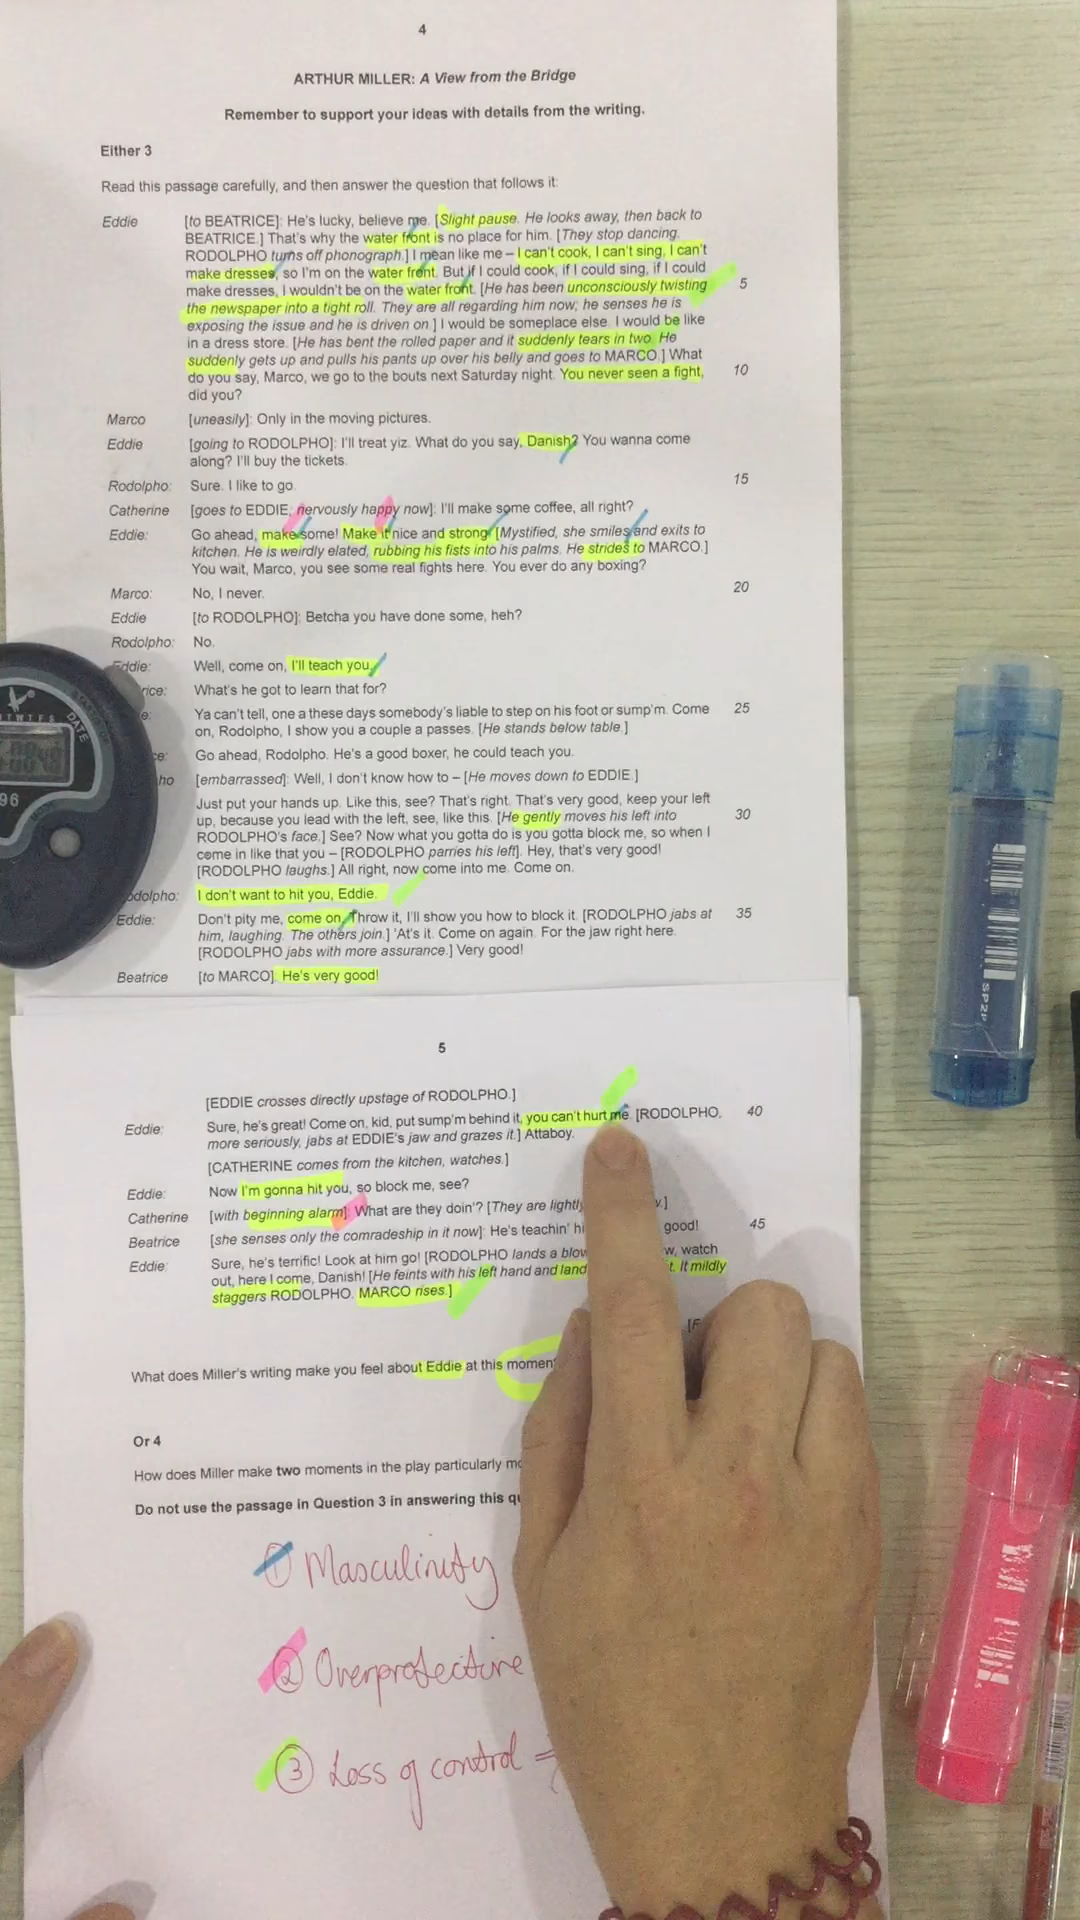 4
ARTHUR MILLER: A View from the Bridge
Remember to support your ideas with details from the writing.
Either 3
Read this passage carefully, and then answer the question that follows it:
Eddie [to BEATRICE]: He's lucky, believe me. [Slight pause. He looks away, then back to
BEATRICE.] That's why the water front is no place for him. [They stop dancing.
RODOLPHO turns off phonograph.] I mean like me – I can't cook, I can't sing, I can't
make dresses, so I'm on the water front. But if I could cook, if I could sing, if I could
make dresses, I wouldn't be on the water front. [He has been unconsciously twisting 5
the newspaper into a tight roll. They are all regarding him now; he senses he is
exposing the issue and he is driven on.] I would be someplace else. I would be like
in a dress store. [He has bent the rolled paper and it suddenly tears in two. He
suddenly gets up and pulls his pants up over his belly and goes to MARCO.] What
do you say, Marco, we go to the bouts next Saturday night. You never seen a fight, 10
did you?
Marco [uneasily]: Only in the moving pictures.
Eddie [going to RODOLPHO]: I'll treat yiz. What do you say, Danish? You wanna come
along? I'll buy the tickets.
Rodolpho: Sure. I like to go. 15
Catherine [goes to EDDIE; nervously happy now]: I'll make some coffee, all right?
Eddie: Go ahead, make some! Make it nice and strong. [Mystified, she smiles and exits to
kitchen. He is weirdly elated, rubbing his fists into his palms. He strides to MARCO.]
You wait, Marco, you see some real fights here. You ever do any boxing?
Marco: No, I never. 20
Eddie [to RODOLPHO]: Betcha you have done some, heh?
Rodolpho: No.
Eddie: Well, come on, I'll teach you.
rice: What's he got to learn that for?
e: Ya can't tell, one a these days somebody's liable to step on his foot or sump'm. Come 25
on, Rodolpho, I show you a couple a passes. [He stands below table.]
ce: Go ahead, Rodolpho. He's a good boxer, he could teach you.
ho [embarrassed]: Well, I don't know how to – [He moves down to EDDIE.]
Just put your hands up. Like this, see? That's right. That's very good, keep your left
up, because you lead with the left, see, like this. [He gently moves his left into 30
RODOLPHO's face.] See? Now what you gotta do is you gotta block me, so when I
come in like that you – [RODOLPHO parries his left]. Hey, that's very good!
[RODOLPHO laughs.] All right, now come into me. Come on.
odolpho: I don't want to hit you, Eddie.
Eddie: Don't pity me, come on. Throw it, I'll show you how to block it. [RODOLPHO jabs at 35
him, laughing. The others join.] 'At's it. Come on again. For the jaw right here.
[RODOLPHO jabs with more assurance.] Very good!
Beatrice [to MARCO]: He's very good!
5
[EDDIE crosses directly upstage of RODOLPHO.]
Eddie: Sure, he's great! Come on, kid, put sump'm behind it, you can't hurt me. [RODOLPHO, 40
more seriously, jabs at EDDIE's jaw and grazes it.] Attaboy.
[CATHERINE comes from the kitchen, watches.]
Eddie: Now I'm gonna hit you, so block me, see?
Catherine [with beginning alarm]: What are they doin'? [They are lightly
Beatrice [she senses only the comradeship in it now]: He's teachin' good! 45
Eddie: Sure, he's terrific! Look at him go! [RODOLPHO lands a blow watch
out, here I come, Danish! [He feints with his left hand and It mildly
staggers RODOLPHO. MARCO rises.]
What does Miller's writing make you feel about Eddie at this
Or 4
How does Miller make two moments in the play particularly
Do not use the passage in Question 3 in answering this
① Masculinity
② Overprotective
③ Loss of control =
DATE
96